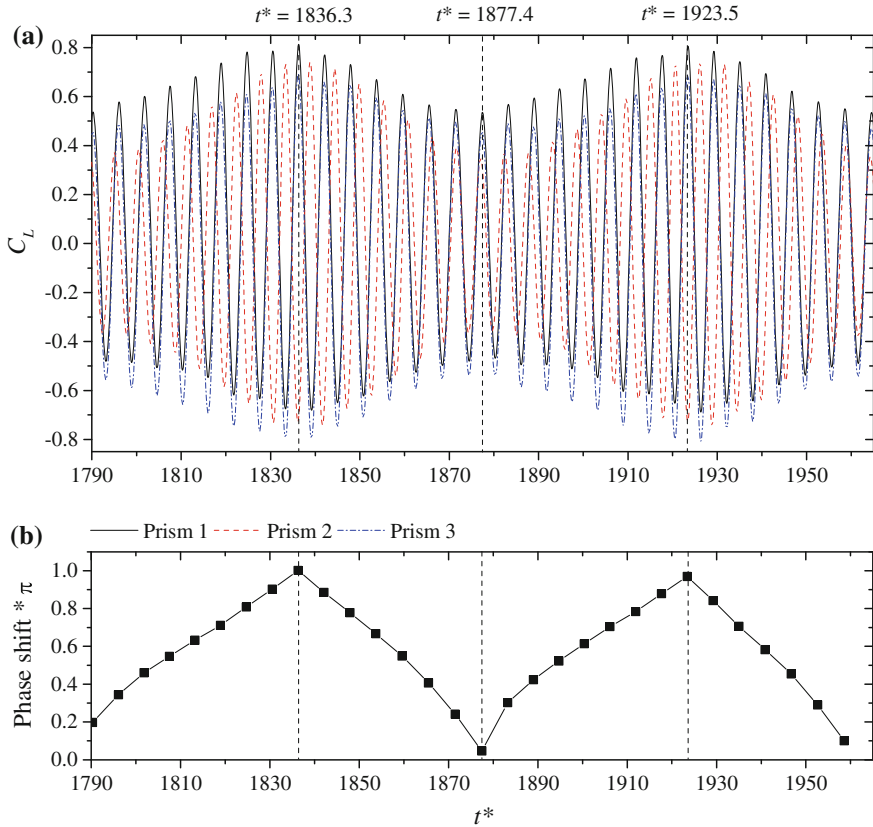 t* = 1836.3 t* = 1877.4 t* = 1923.5
(a)
0.8
0.6
0.4
0.2
0.0
-0.2
-0.4
-0.6
-0.8
C_L
1790 1810 1830 1850 1870 1890 1910 1930 1950
(b) Prism 1 Prism 2 Prism 3
1.0
0.8
0.6
0.4
0.2
0.0
Phase shift * π
1790 1810 1830 1850 1870 1890 1910 1930 1950
t*